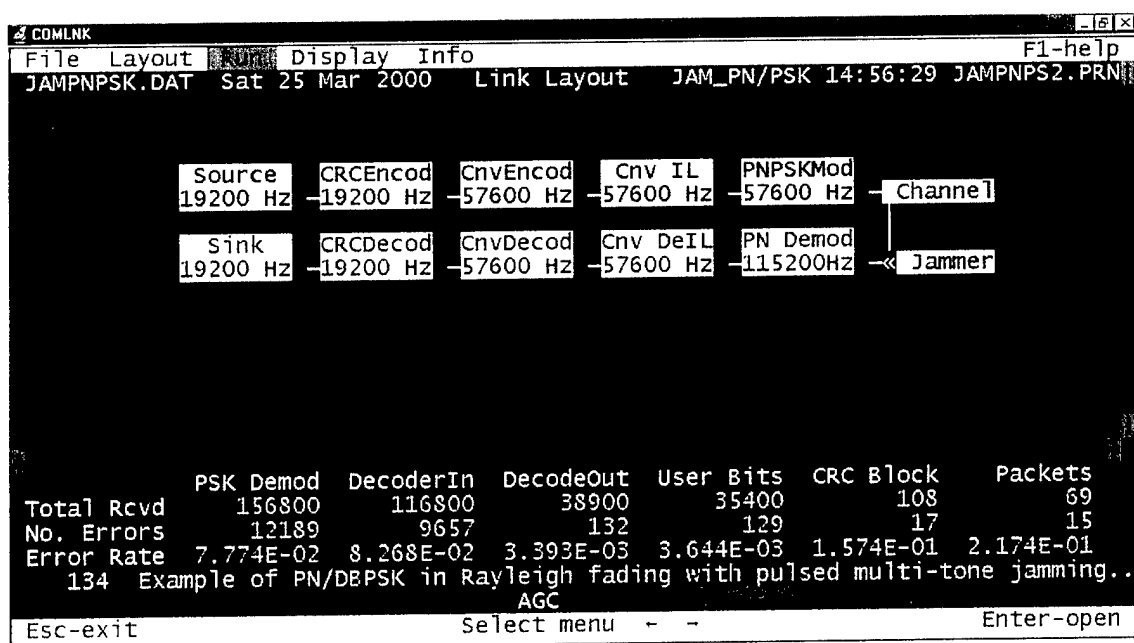 COMLNK
File Layout Run Display Info F1-help
JAMPNPSK.DAT Sat 25 Mar 2000 Link Layout JAM_PN/PSK 14:56:29 JAMPNPS2.PRN
Source CRCEncod CnvEncod Cnv IL PNPSKMod Channel
19200 Hz 19200 Hz 57600 Hz 57600 Hz 57600 Hz
Sink CRCDecod CnvDecod Cnv DeIL PN Demod Jammer
19200 Hz 19200 Hz 57600 Hz 57600 Hz 115200Hz «
PSK Demod DecoderIn DecodeOut User Bits CRC Block Packets
Total Rcvd 156800 116800 38900 35400 108 69
No. Errors 12189 9657 132 129 17 15
Error Rate 7.774E-02 8.268E-02 3.393E-03 3.644E-03 1.574E-01 2.174E-01
134 Example of PN/DBPSK in Rayleigh fading with pulsed multi-tone jamming..
AGC
Esc-exit Select menu ← → Enter-open